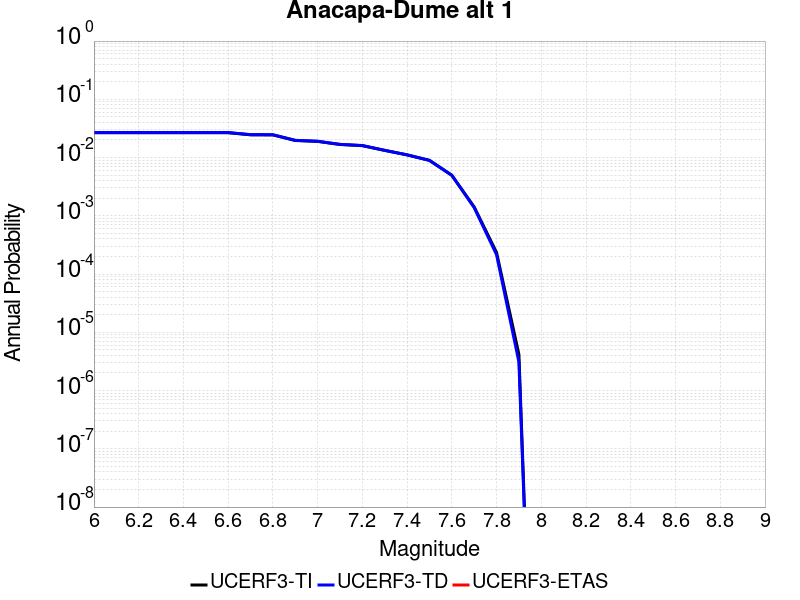 Anacapa-Dume alt 1
10^0
10^-1
10^-2
10^-3
10^-4
10^-5
10^-6
10^-7
10^-8
Annual Probability
6 6.2 6.4 6.6 6.8 7 7.2 7.4 7.6 7.8 8 8.2 8.4 8.6 8.8 9
Magnitude
UCERF3-TI UCERF3-TD UCERF3-ETAS